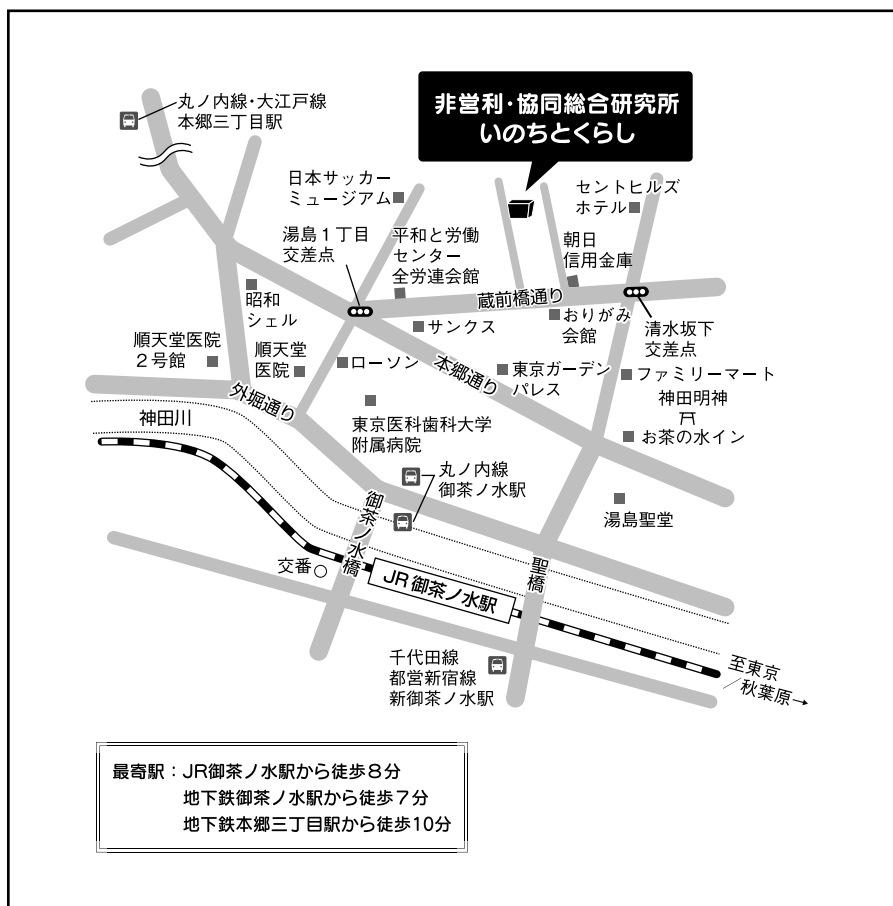 丸ノ内線・大江戸線
本郷三丁目駅
非営利・協同総合研究所
いのちとくらし
日本サッカー
ミュージアム
セントヒルズ
ホテル
湯島1丁目
交差点
平和と労働
センター
全労連会館
朝日
信用金庫
昭和
シェル
蔵前橋通り
サンクス
おりがみ
会館
清水坂下
交差点
順天堂医院
2号館
順天堂
医院
ローソン
本郷通り
東京ガーデン
パレス
ファミリーマート
神田明神
お茶の水イン
外堀通り
神田川
東京医科歯科大学
附属病院
丸ノ内線
御茶ノ水駅
湯島聖堂
御茶ノ水橋
聖橋
交番
JR御茶ノ水駅
千代田線
都営新宿線
新御茶ノ水駅
至東京
秋葉原→
最寄駅:JR御茶ノ水駅から徒歩8分
地下鉄御茶ノ水駅から徒歩7分
地下鉄本郷三丁目駅から徒歩10分